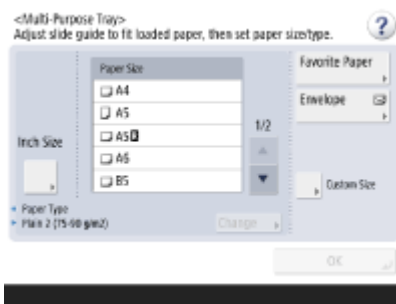 <Multi-Purpose Tray>
Adjust slide guide to fit loaded paper, then set paper size/type.
?
Paper Size
A4
A5
A5R
A6
B5
1/2
Inch Size
Favorite Paper
Envelope
Custom Size
Paper Type
Plain 2 (75-90 g/m2)
Change
OK